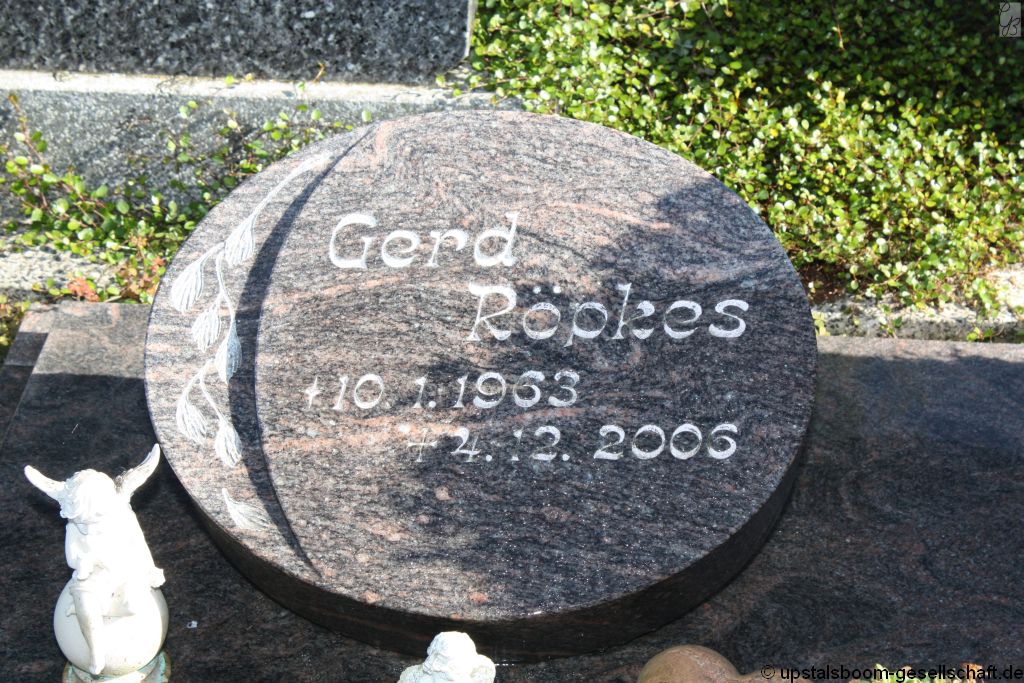 Gerd
Röpkes
+10. 1. 1963
+ 4. 12. 2006
© upstalsboom-gesellschaft.de